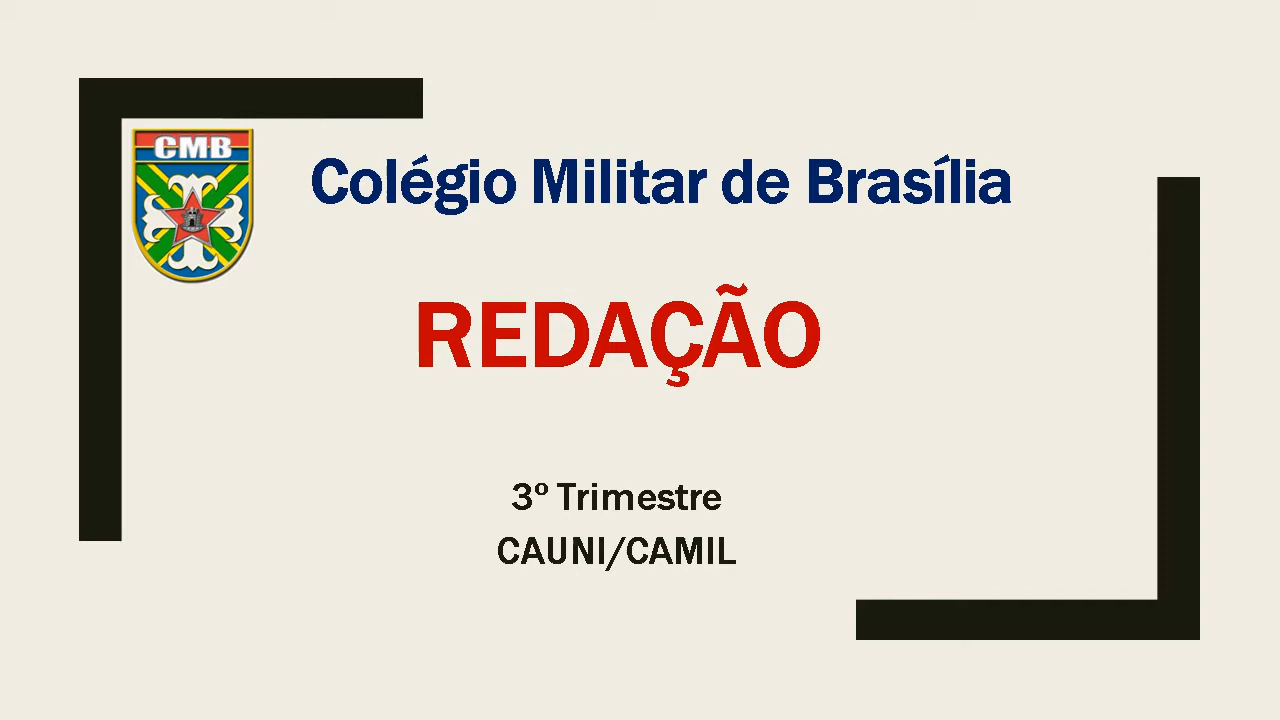 CMB
Colégio Militar de Brasília
REDAÇÃO
3º Trimestre
CAUNI/CAMIL